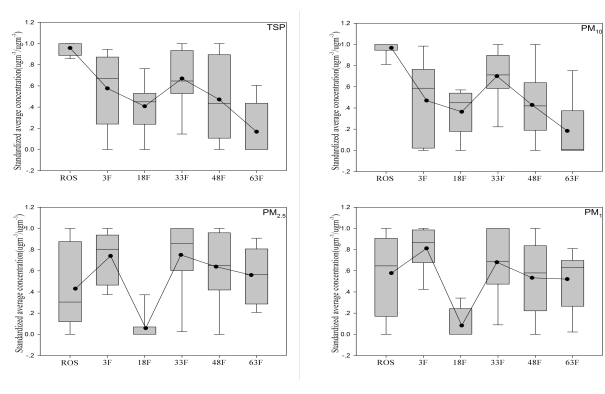 TSP
Standardized average concentration(ugm⁻³/ugm⁻³)
1.2
1.0
.8
.6
.4
.2
0.0
-.2
ROS 3F 18F 33F 48F 63F
PM₁₀
Standardized average concentration(ugm⁻³/ugm⁻³)
1.2
1.0
.8
.6
.4
.2
0.0
-.2
ROS 3F 18F 33F 48F 63F
PM₂.₅
Standardized average concentration(ugm⁻³/ugm⁻³)
1.2
1.0
.8
.6
.4
.2
0.0
-.2
ROS 3F 18F 33F 48F 63F
PM₁
Standardized average concentration(ugm⁻³/ugm⁻³)
1.2
1.0
.8
.6
.4
.2
0.0
-.2
ROS 3F 18F 33F 48F 63F